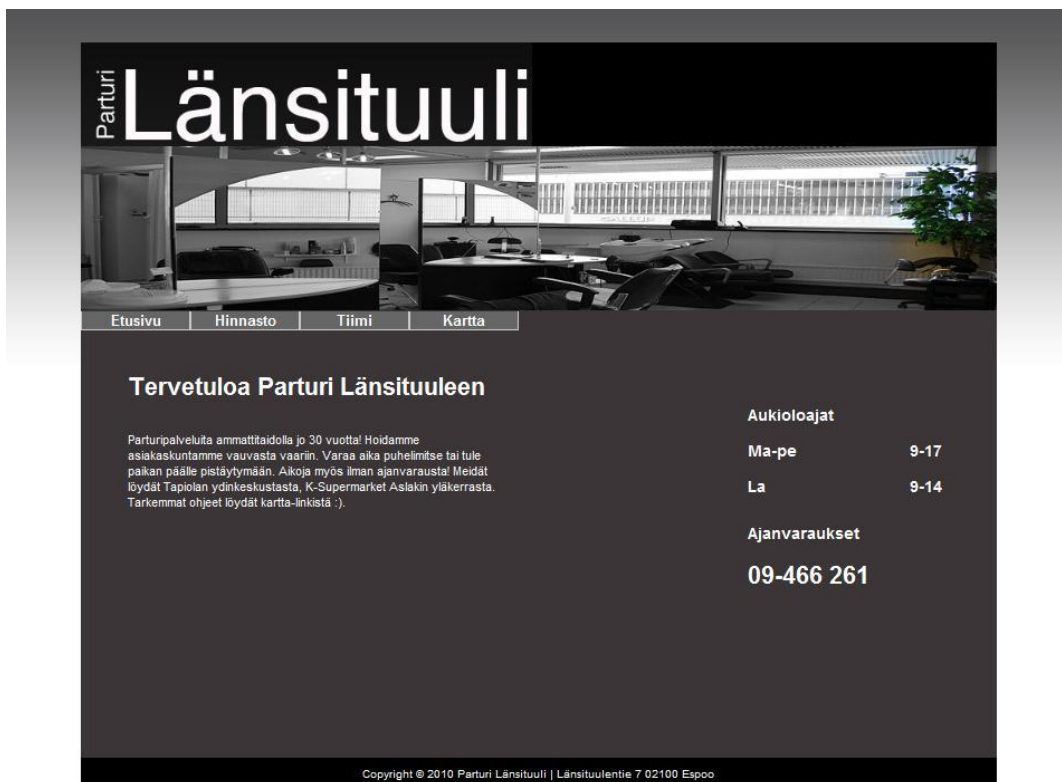 Parturi
Länsituuli
Etusivu
Hinnasto
Tiimi
Kartta
Tervetuloa Parturi Länsituuleen
Parturipalveluita ammattitaidolla jo 30 vuotta! Hoidamme
asiakaskuntamme vauvasta vaariin. Varaa aika puhelimitse tai tule
paikan päälle pistäytymään. Aikoja myös ilman ajanvarausta! Meidät
löydät Tapiolan ydinkeskustasta, K-Supermarket Aslakin yläkerrasta.
Tarkemmat ohjeet löydät kartta-linkistä :).
Aukioloajat
Ma-pe 9-17
La 9-14
Ajanvaraukset
09-466 261
Copyright © 2010 Parturi Länsituuli | Länsituulentie 7 02100 Espoo